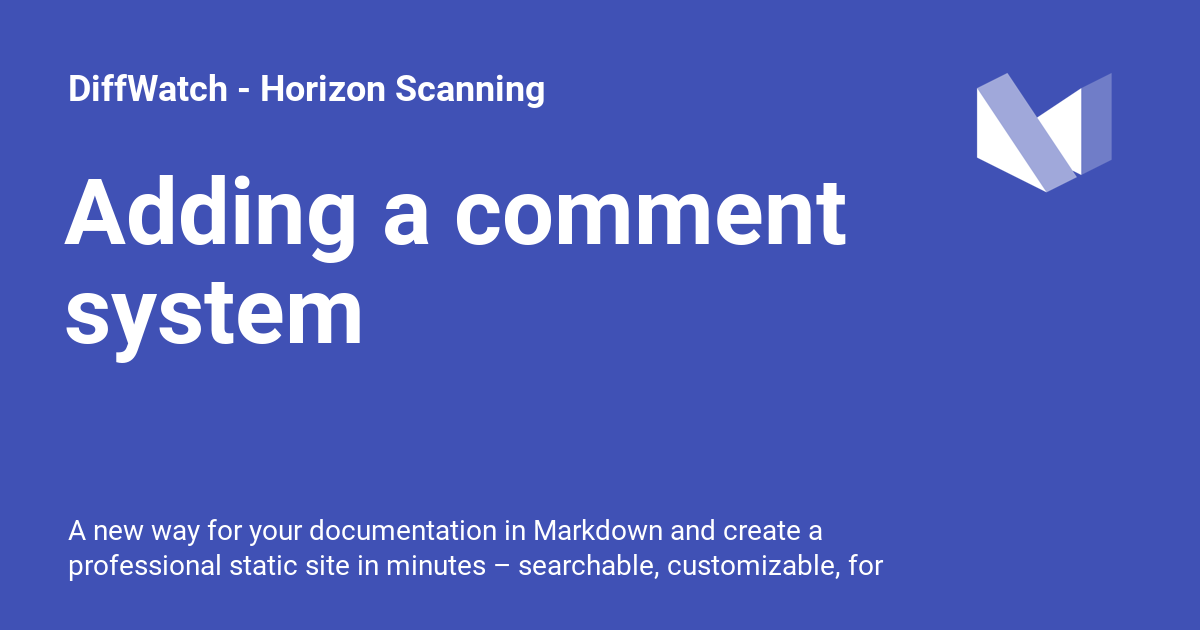 DiffWatch - Horizon Scanning
Adding a comment
system
A new way for your documentation in Markdown and create a
professional static site in minutes – searchable, customizable, for